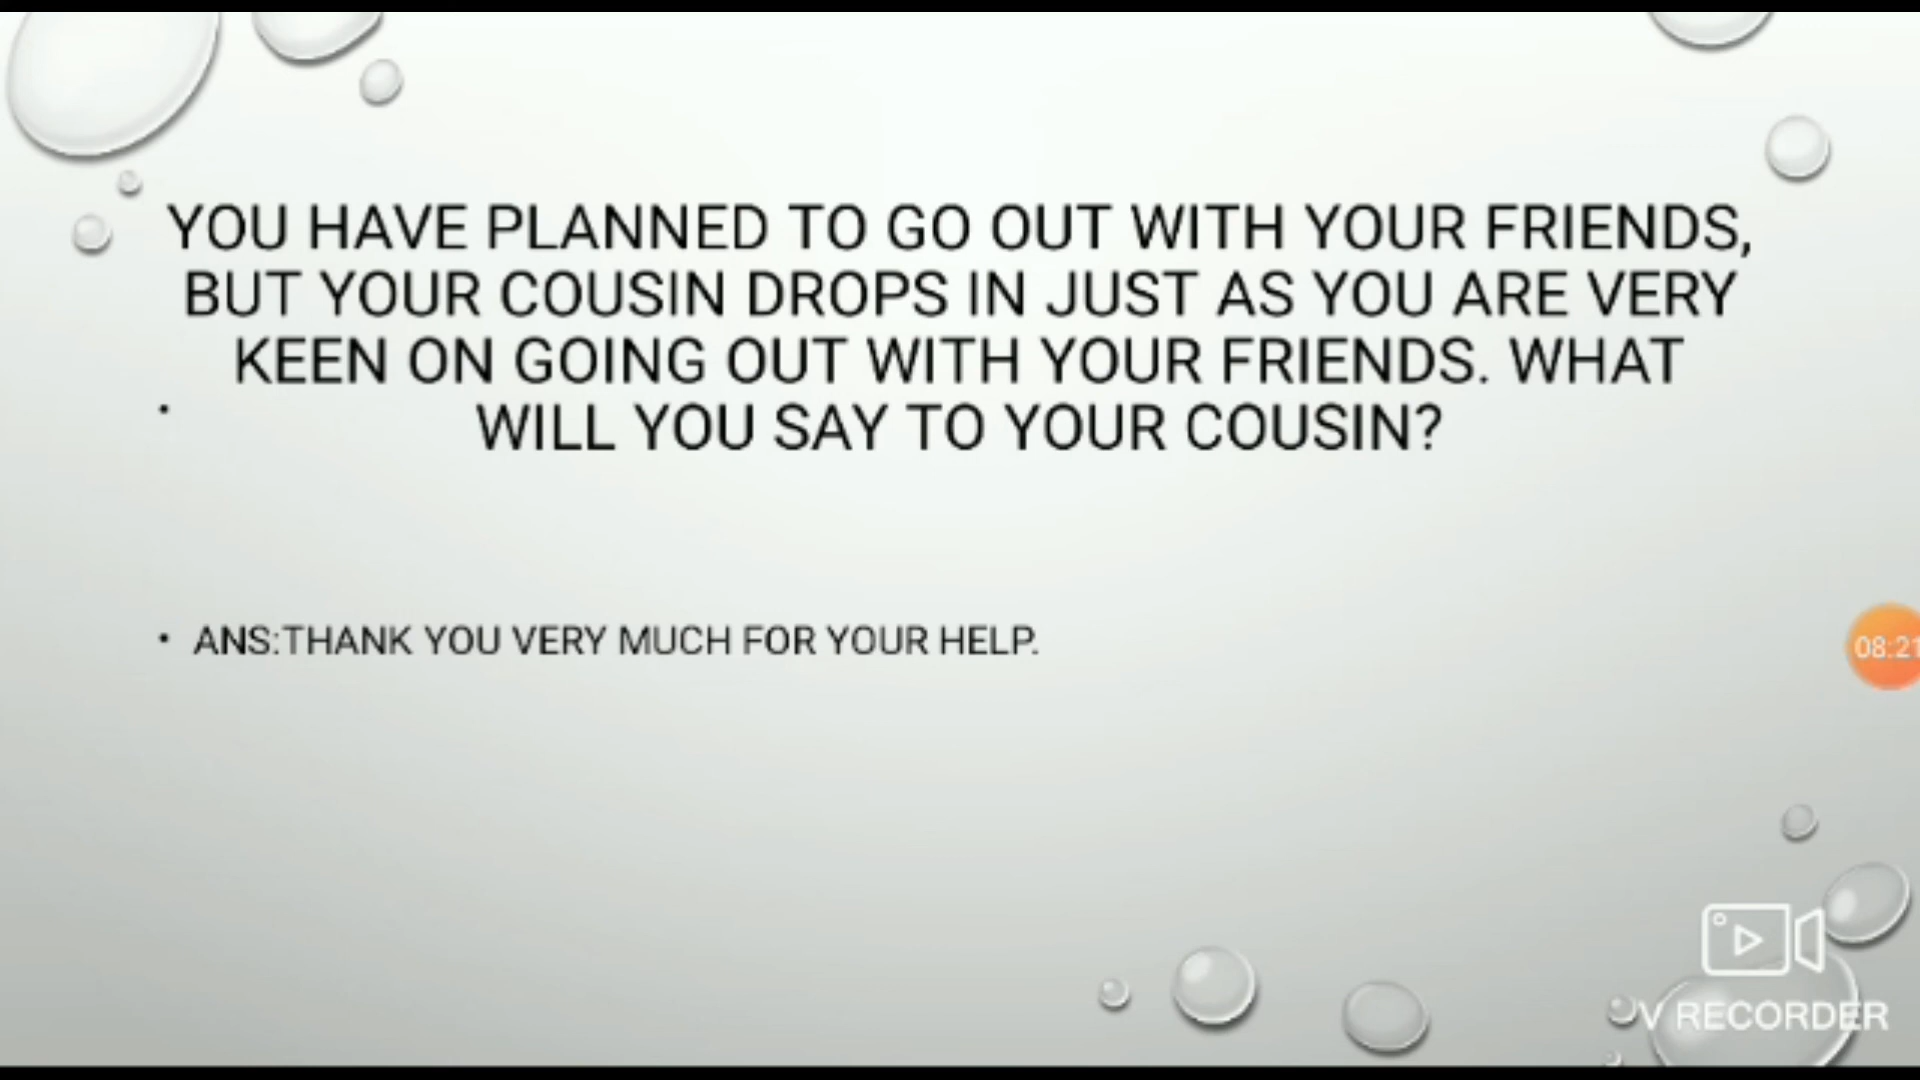 YOU HAVE PLANNED TO GO OUT WITH YOUR FRIENDS,
BUT YOUR COUSIN DROPS IN JUST AS YOU ARE VERY
KEEN ON GOING OUT WITH YOUR FRIENDS. WHAT
WILL YOU SAY TO YOUR COUSIN?
• ANS:THANK YOU VERY MUCH FOR YOUR HELP.
08:21
V RECORDER